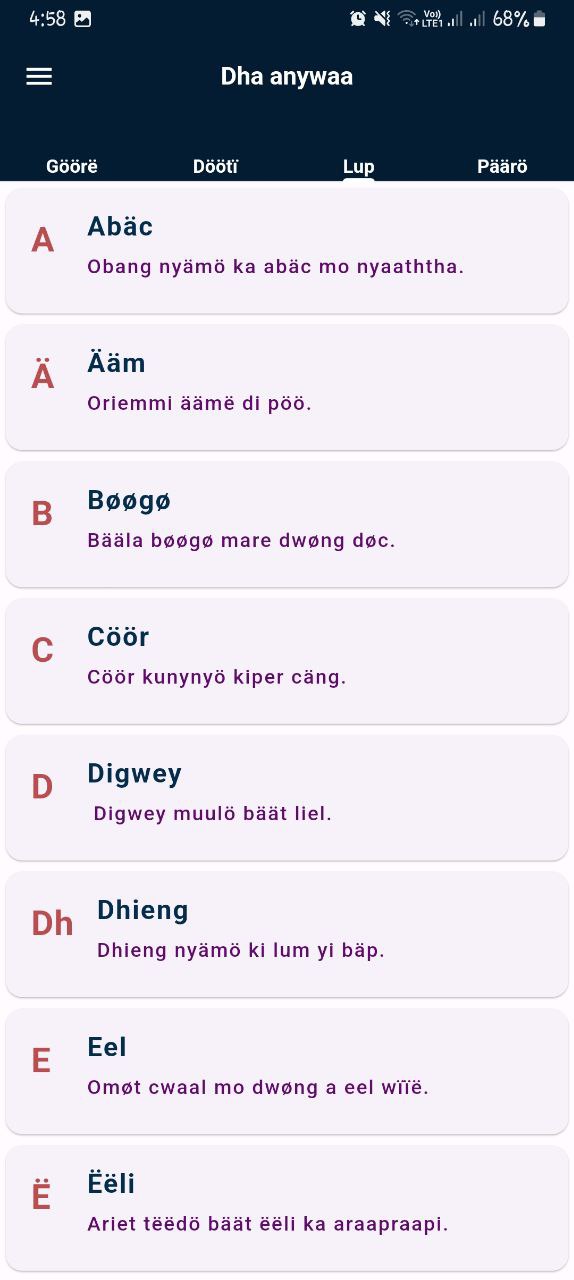 4:58
Vo)) LTE1 68%
Dha anywaa
Göörë Döötï Lup Päärö
A
Abäc
Obang nyämö ka abäc mo nyaaththa.
Ä
Ääm
Oriemmi äämë di pöö.
B
Bøøgø
Bääla bøøgø mare dwøng døc.
C
Cöör
Cöör kunynyö kiper cäng.
D
Digwey
Digwey muulö bäät liel.
Dh
Dhieng
Dhieng nyämö ki lum yi bäp.
E
Eel
Omøt cwaal mo dwøng a eel wïïë.
Ë
Ëëli
Ariet tëëdö bäät ëëli ka araapraapi.